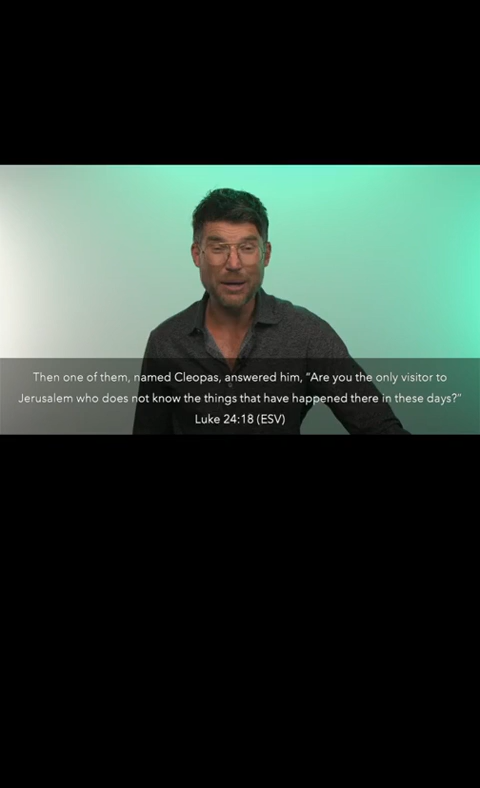 Then one of them, named Cleopas, answered him, "Are you the only visitor to
Jerusalem who does not know the things that have happened there in these days?"
Luke 24:18 (ESV)